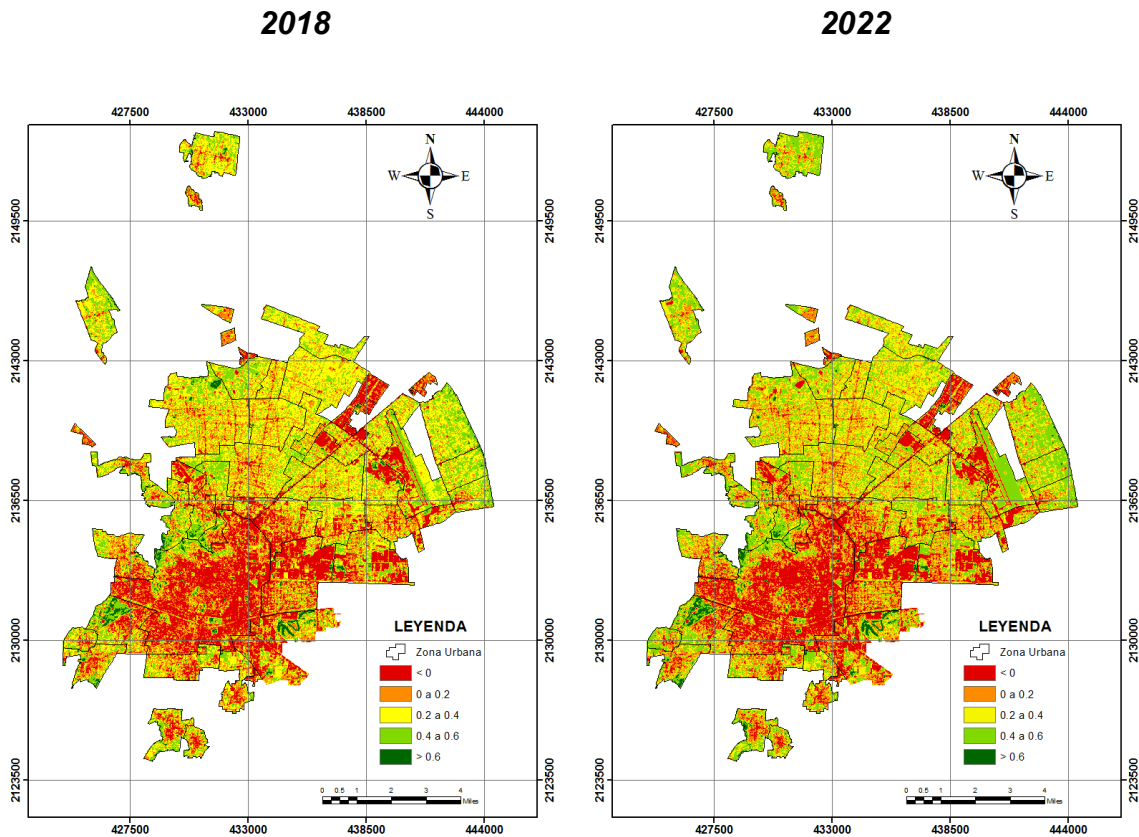 2018
2022
427500 433000 438500 444000
427500 433000 438500 444000
N
W E
S
N
W E
S
2149500 2149500
2149500 2149500
2143000 2143000
2143000 2143000
2136500 2136500
2136500 2136500
2130000 2130000
2130000 2130000
2123500 2123500
2123500 2123500
LEYENDA
Zona Urbana
< 0
0 a 0.2
0.2 a 0.4
0.4 a 0.6
> 0.6
LEYENDA
Zona Urbana
< 0
0 a 0.2
0.2 a 0.4
0.4 a 0.6
> 0.6
0 0.5 1 2 3 4
Miles
0 0.5 1 2 3 4
Miles
427500 433000 438500 444000
427500 433000 438500 444000